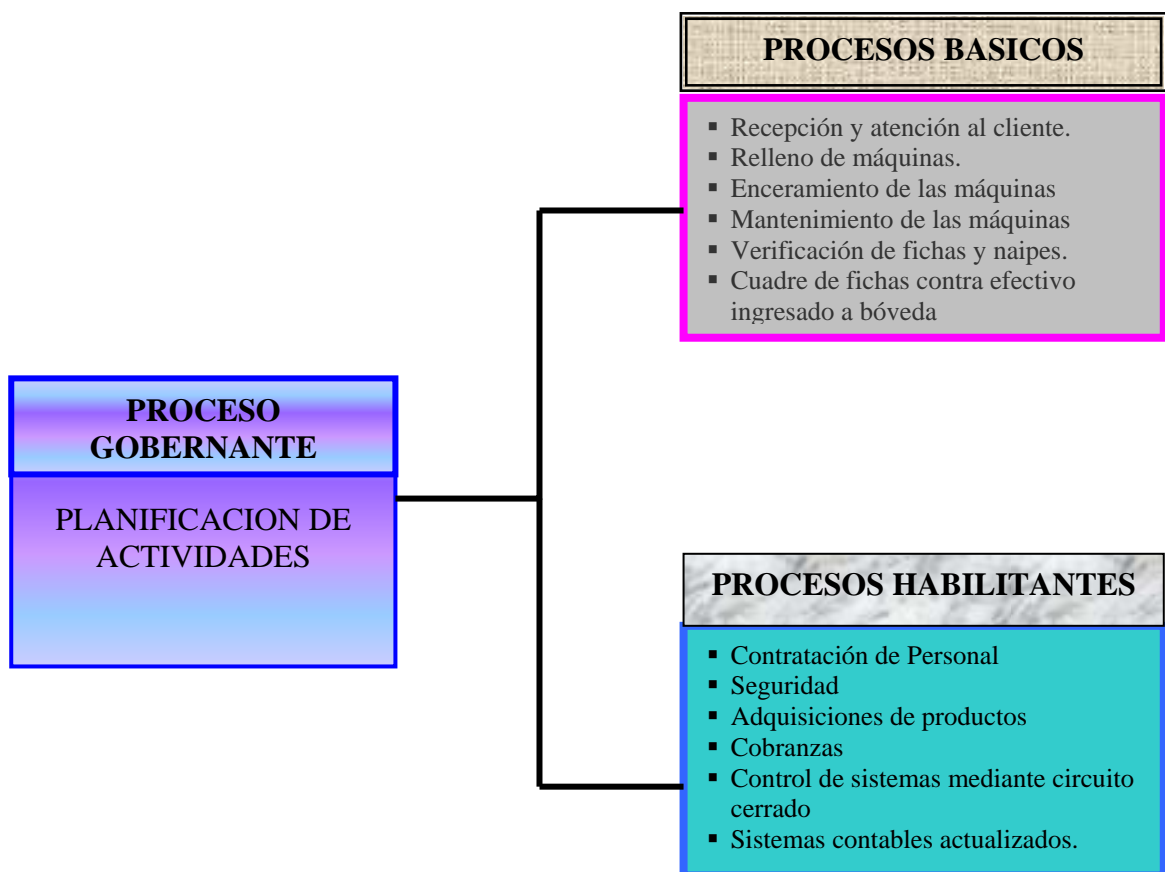 PROCESOS BASICOS
▪ Recepción y atención al cliente.
▪ Relleno de máquinas.
▪ Enceramiento de las máquinas
▪ Mantenimiento de las máquinas
▪ Verificación de fichas y naipes.
▪ Cuadre de fichas contra efectivo
ingresado a bóveda
PROCESO
GOBERNANTE
PLANIFICACION DE
ACTIVIDADES
PROCESOS HABILITANTES
▪ Contratación de Personal
▪ Seguridad
▪ Adquisiciones de productos
▪ Cobranzas
▪ Control de sistemas mediante circuito
cerrado
▪ Sistemas contables actualizados.